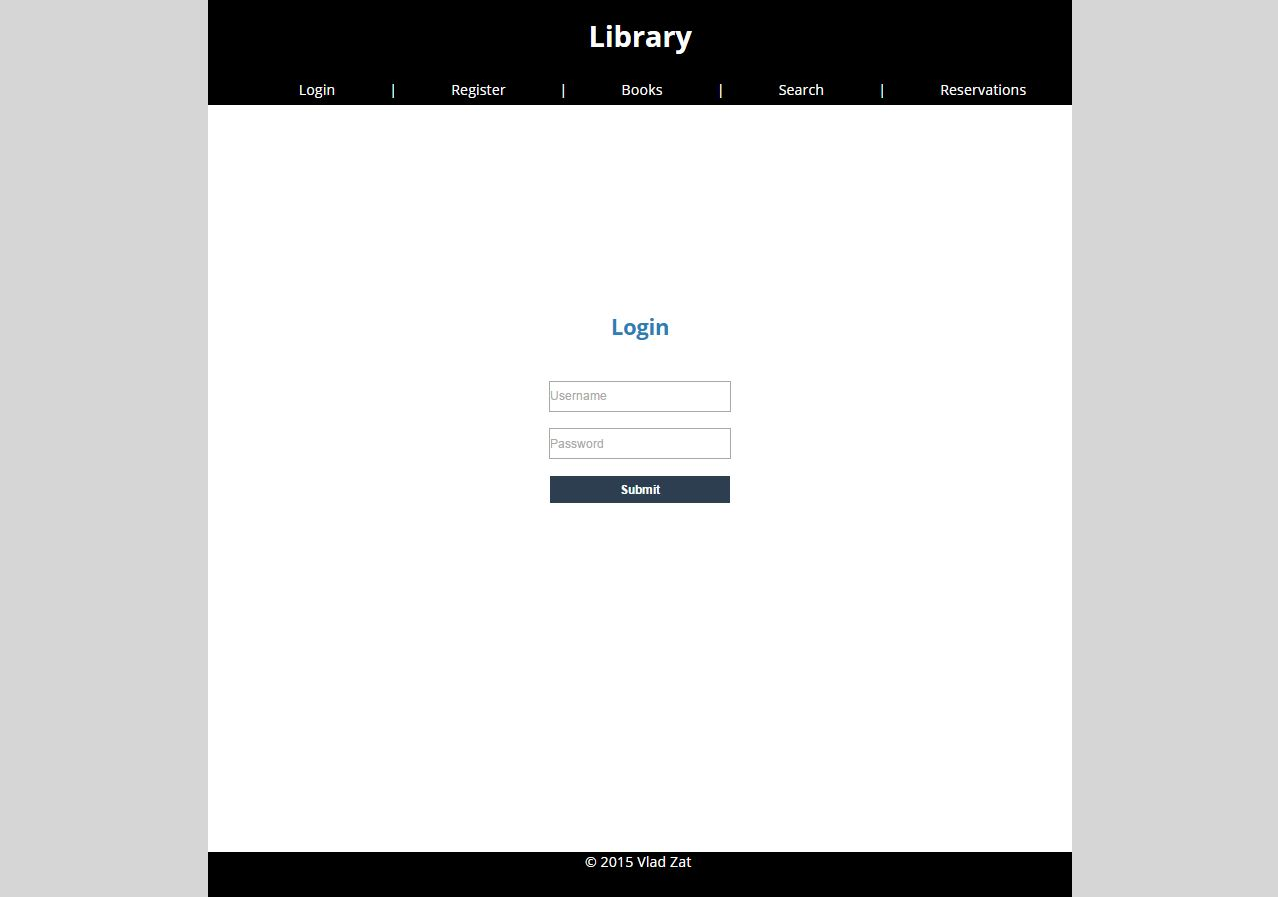 Library
Login | Register | Books | Search | Reservations
Login
Username
Password
Submit
© 2015 Vlad Zat